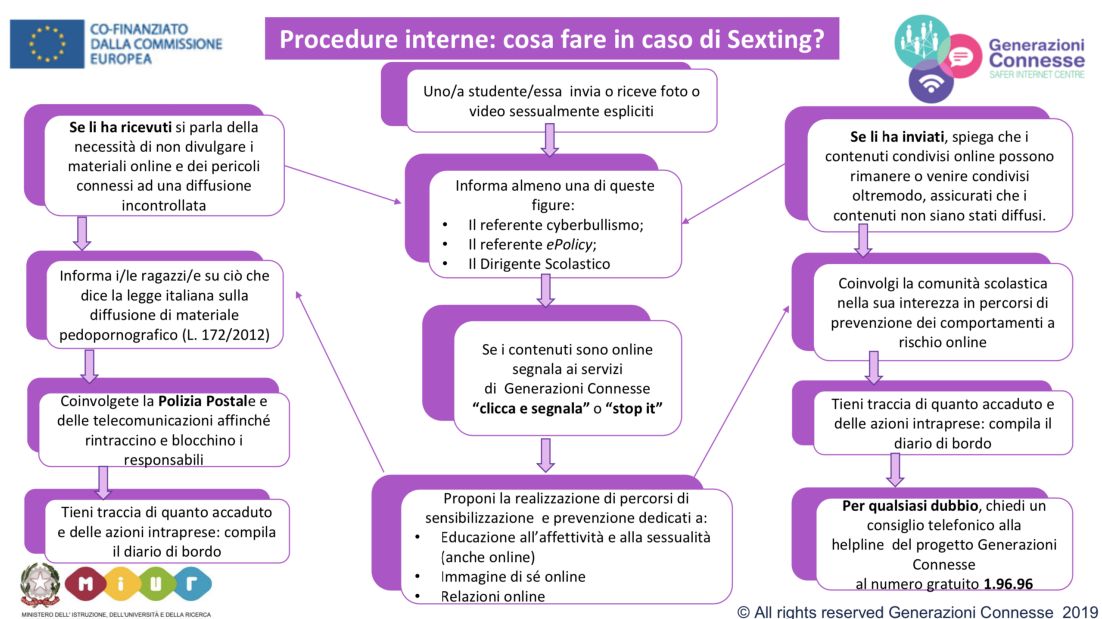 CO-FINANZIATO
DALLA COMMISSIONE
EUROPEA
Procedure interne: cosa fare in caso di Sexting?
Generazioni
Connesse
SAFER INTERNET CENTRE
Uno/a studente/essa invia o riceve foto o
video sessualmente espliciti
Se li ha ricevuti si parla della
necessità di non divulgare i
materiali online e dei pericoli
connessi ad una diffusione
incontrollata
Informa i/le ragazzi/e su ciò che
dice la legge italiana sulla
diffusione di materiale
pedopornografico (L. 172/2012)
Coinvolgete la Polizia Postale e
delle telecomunicazioni affinché
rintraccino e blocchino i
responsabili
Tieni traccia di quanto accaduto
e delle azioni intraprese: compila
il diario di bordo
Informa almeno una di queste
figure:
• Il referente cyberbullismo;
• Il referente ePolicy;
• Il Dirigente Scolastico
Se i contenuti sono online
segnala ai servizi
di Generazioni Connesse
“clicca e segnala” o “stop it”
Proponi la realizzazione di percorsi di
sensibilizzazione e prevenzione dedicati a:
• Educazione all’affettività e alla sessualità
(anche online)
• Immagine di sé online
• Relazioni online
Se li ha inviati, spiega che i
contenuti condivisi online possono
rimanere o venire condivisi
oltremodo, assicurati che i
contenuti non siano stati diffusi.
Coinvolgi la comunità scolastica
nella sua interezza in percorsi di
prevenzione dei comportamenti a
rischio online
Tieni traccia di quanto accaduto e
delle azioni intraprese: compila il
diario di bordo
Per qualsiasi dubbio, chiedi un
consiglio telefonico alla
helpline del progetto Generazioni
Connesse
al numero gratuito 1.96.96
miur
MINISTERO DELL' ISTRUZIONE, DELL'UNIVERSITÀ E DELLA RICERCA
© All rights reserved Generazioni Connesse 2019